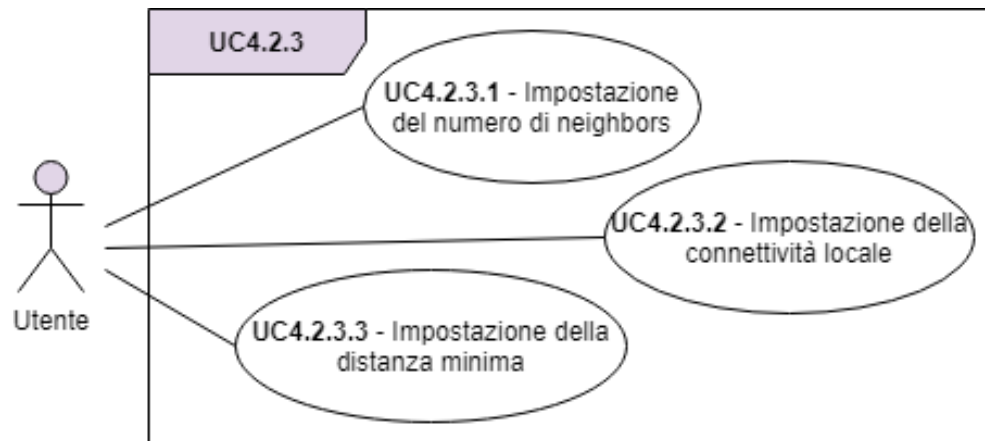 UC4.2.3
UC4.2.3.1 - Impostazione
del numero di neighbors
UC4.2.3.2 - Impostazione della
connettività locale
Utente
UC4.2.3.3 - Impostazione della
distanza minima